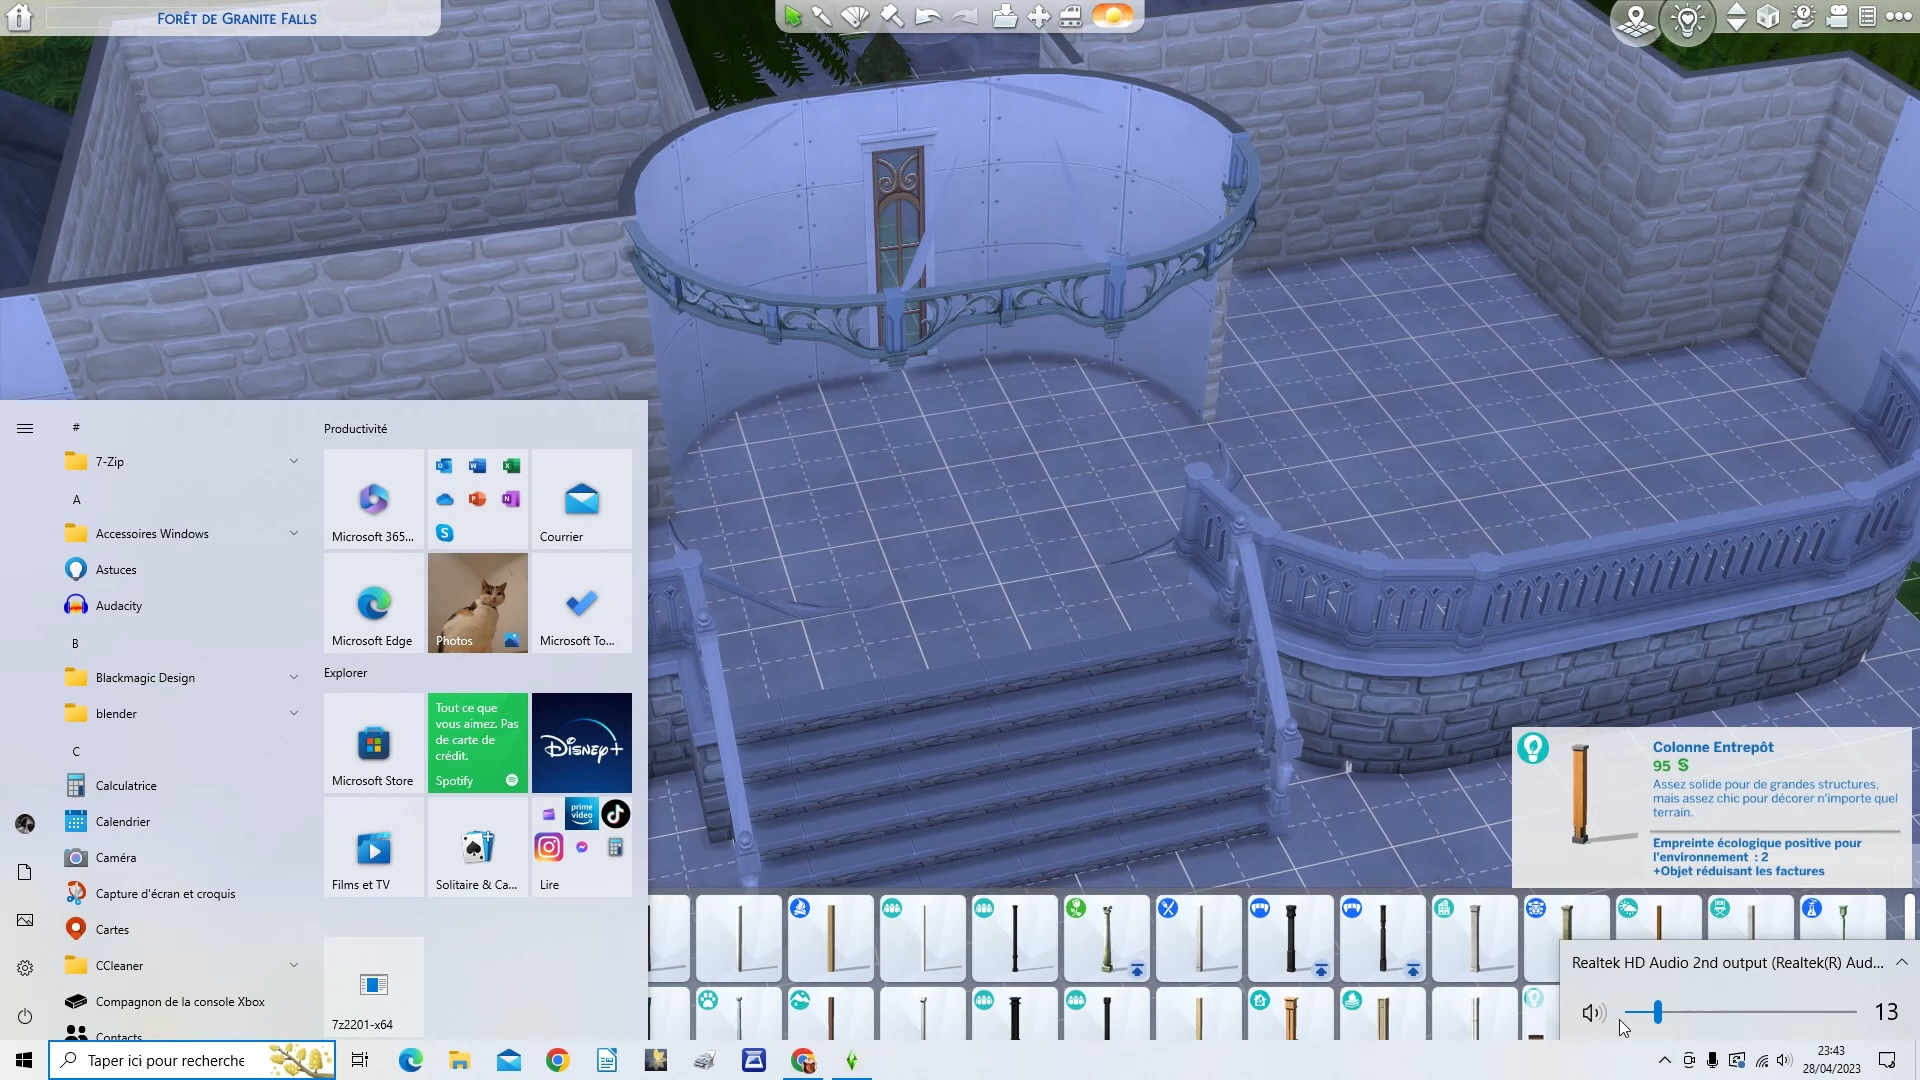 Forêt de Granite Falls
#
7-Zip
A
Accessoires Windows
Astuces
Audacity
B
Blackmagic Design
blender
C
Calculatrice
Calendrier
Caméra
Capture d'écran et croquis
Cartes
CCleaner
Compagnon de la console Xbox
Contacts
Productivité
Microsoft 365...
Courrier
Microsoft Edge
Photos
Microsoft To...
Explorer
Microsoft Store
Tout ce que
vous aimez. Pas
de carte de
crédit.
Spotify
Disney+
Films et TV
Solitaire & Ca...
prime
video
Lire
7z2201-x64
Colonne Entrepôt
95 §
Assez solide pour de grandes structures,
mais assez chic pour décorer n'importe quel
terrain.
Empreinte écologique positive pour
l'environnement : 2
+Objet réduisant les factures
Realtek HD Audio 2nd output (Realtek(R) Aud...
13
Taper ici pour recherche
23:43
28/04/2023